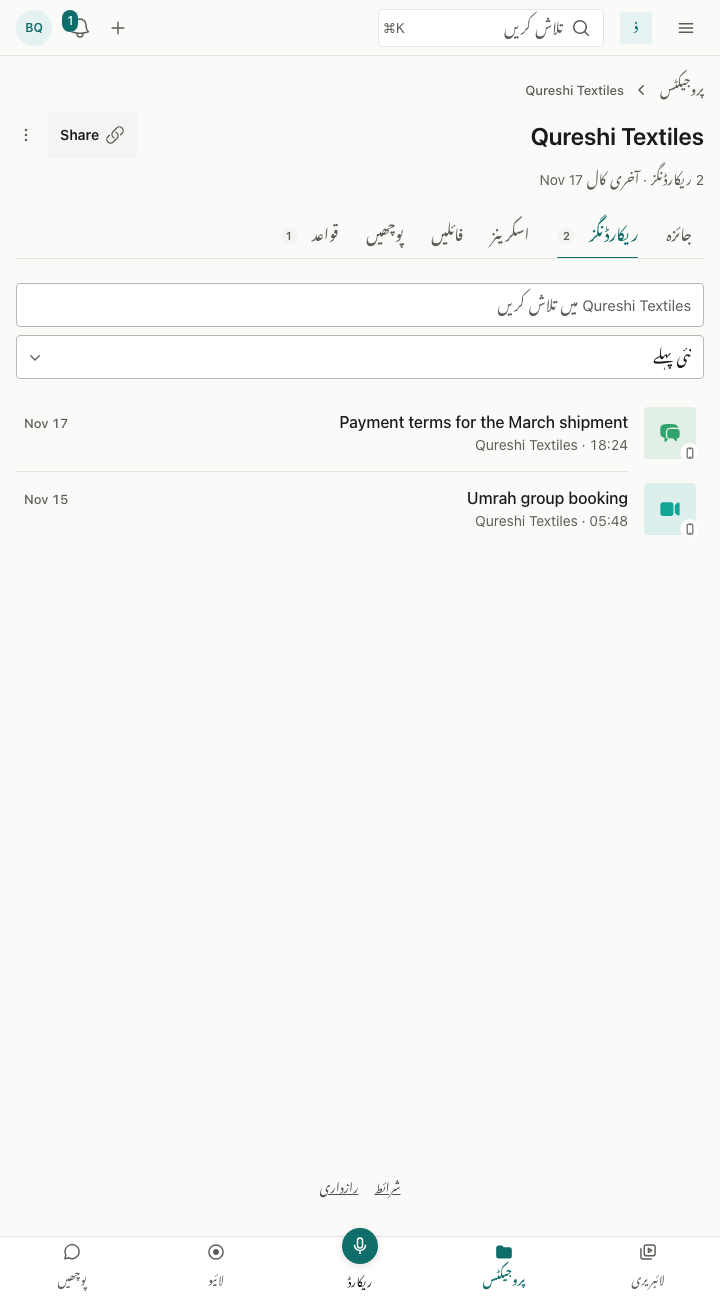 ذ تلاش کریں ⌘K 1 BQ
پروجیکٹس Qureshi Textiles
Qureshi Textiles
Share
2 ریکارڈنگز · آخری کال Nov 17
جائزہ ریکارڈنگز 2 اسکرینز فائلیں پوچھیں قواعد 1
Qureshi Textiles میں تلاش کریں
نئی پہلے
Payment terms for the March shipment Nov 17
Qureshi Textiles · 18:24
Umrah group booking Nov 15
Qureshi Textiles · 05:48
شرائط رازداری
لائبریری پروجیکٹس ریکارڈ لائیو پوچھیں